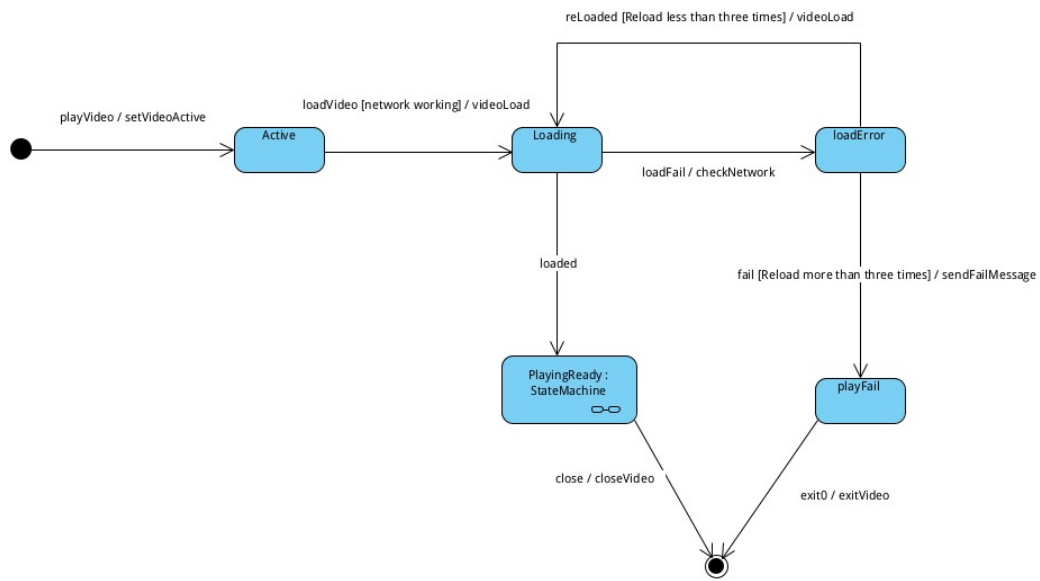 reLoaded [Reload less than three times] / videoLoad
loadVideo [network working] / videoLoad
playVideo / setVideoActive
Active
Loading
loadError
loadFail / checkNetwork
loaded
fail [Reload more than three times] / sendFailMessage
PlayingReady :
StateMachine
playFail
close / closeVideo
exit0 / exitVideo